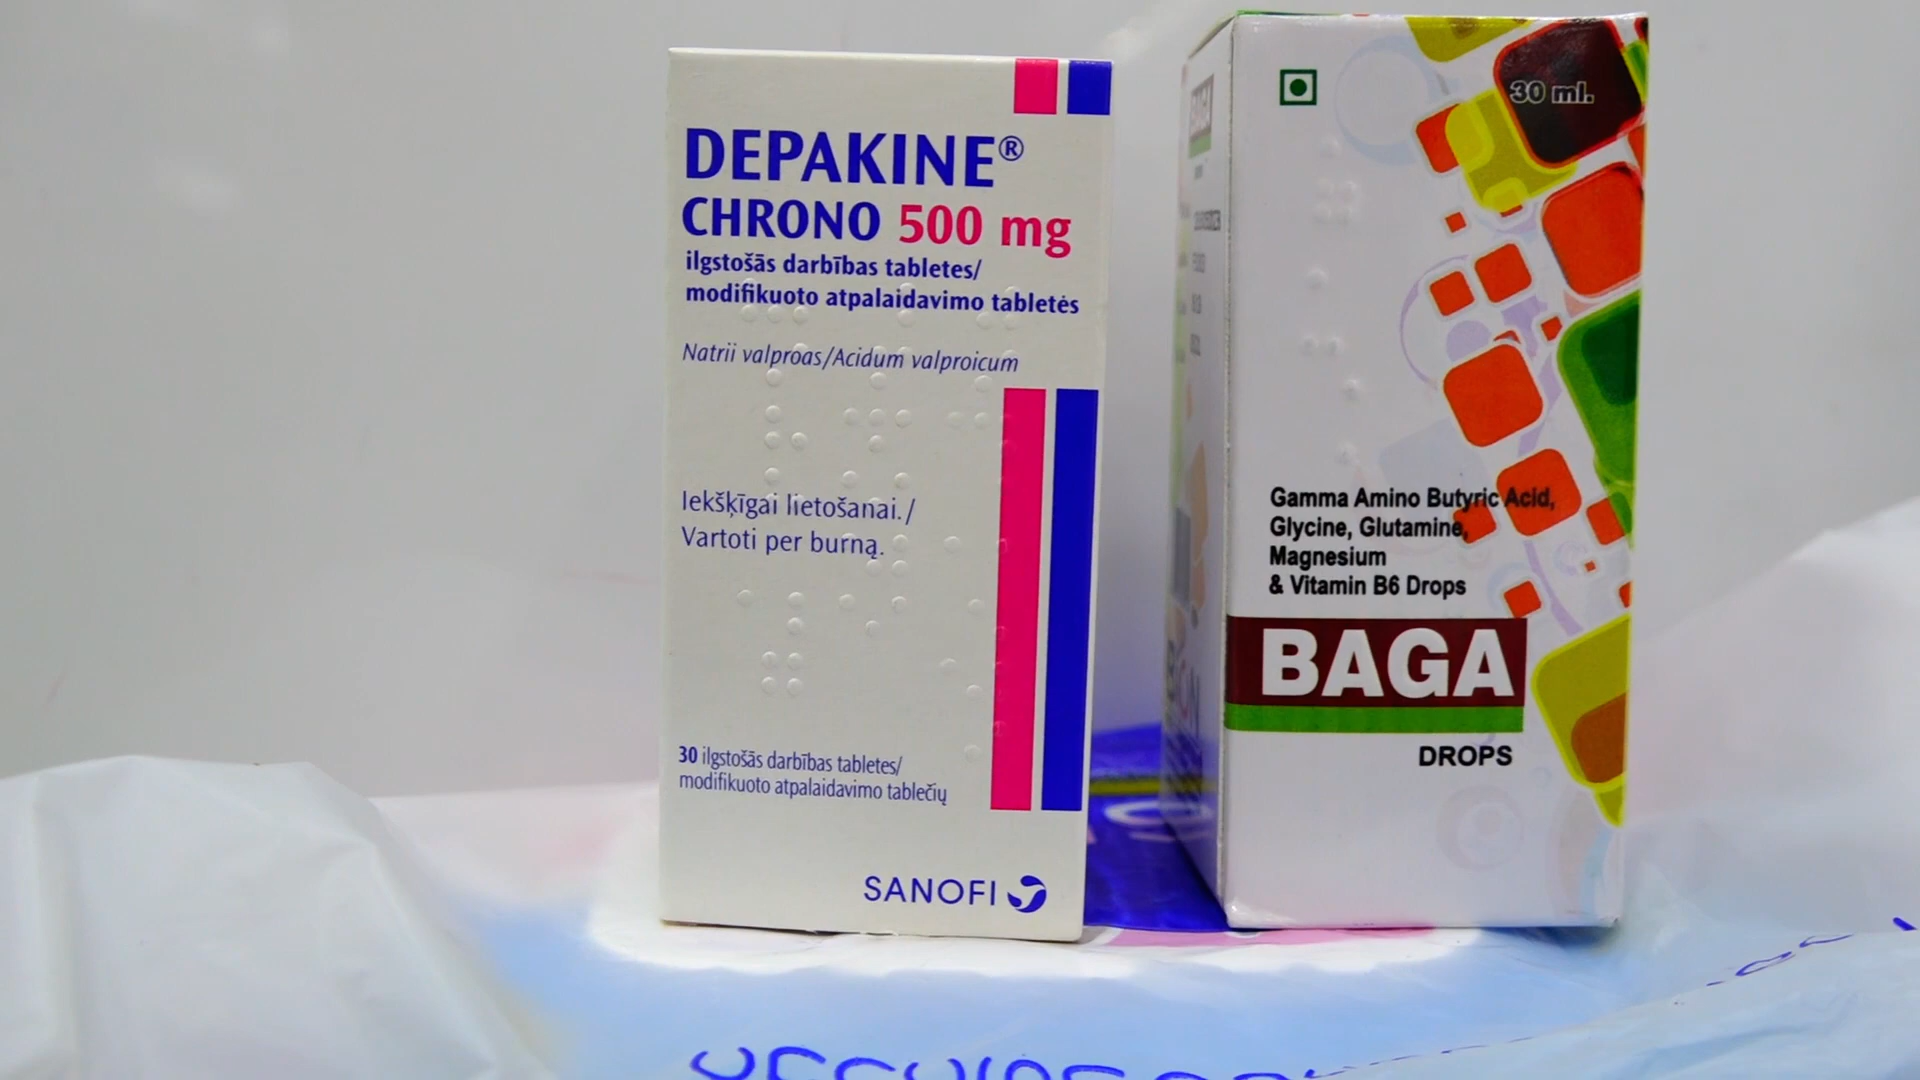 DEPAKINE®
CHRONO 500 mg
ilgstošās darbības tabletes/
modifikuoto atpalaidavimo tabletės
Natrii valproas/Acidum valproicum
Iekšķīgai lietošanai./
Vartoti per burną.
30 ilgstošās darbības tabletes/
modifikuoto atpalaidavimo tablečių
SANOFI
30 ml.
Gamma Amino Butyric Acid,
Glycine, Glutamine,
Magnesium
& Vitamin B6 Drops
BAGA
DROPS